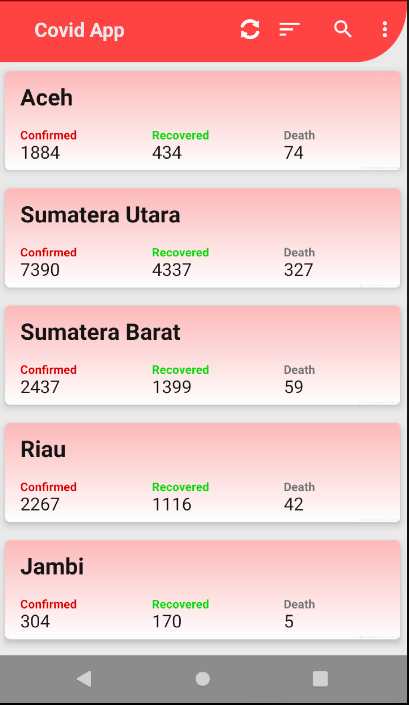 Covid App
Aceh
Confirmed Recovered Death
1884 434 74
Sumatera Utara
Confirmed Recovered Death
7390 4337 327
Sumatera Barat
Confirmed Recovered Death
2437 1399 59
Riau
Confirmed Recovered Death
2267 1116 42
Jambi
Confirmed Recovered Death
304 170 5